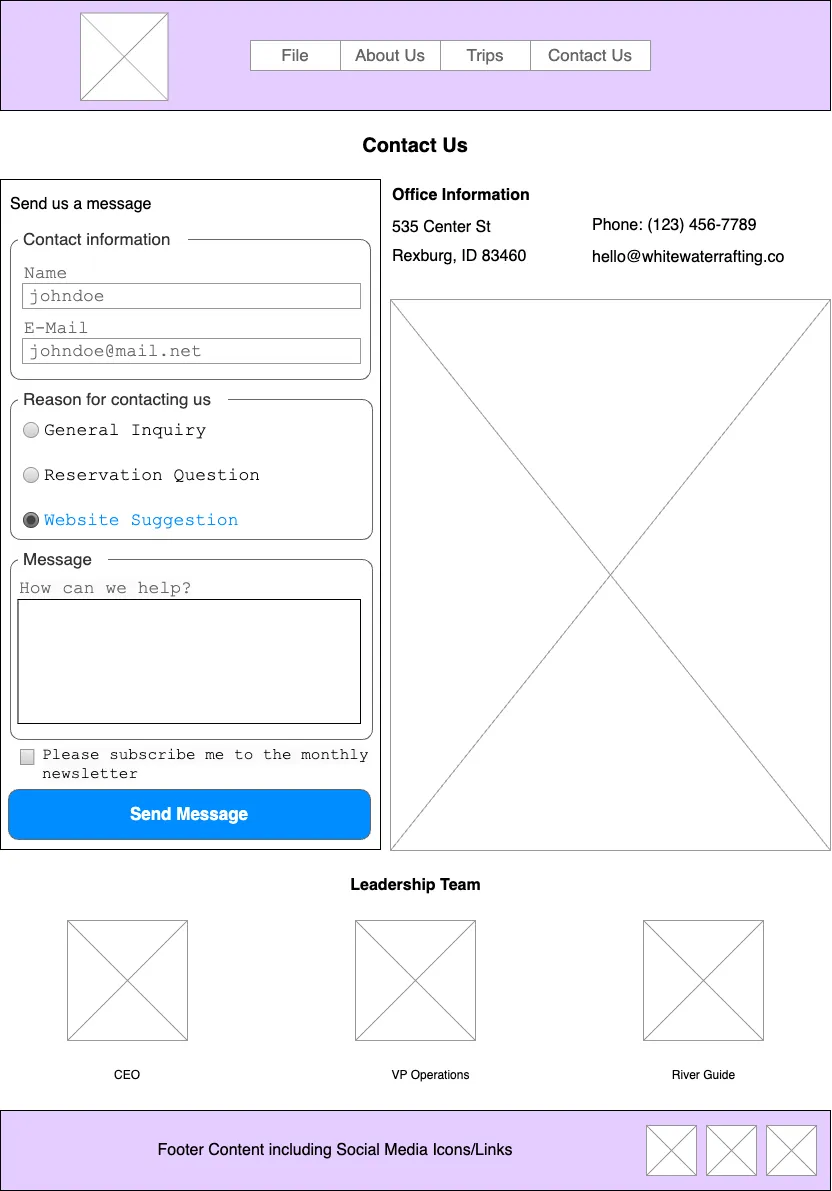 File About Us Trips Contact Us
Contact Us
Send us a message
Contact information
Name
johndoe
E-Mail
johndoe@mail.net
Reason for contacting us
General Inquiry
Reservation Question
Website Suggestion
Message
How can we help?
Please subscribe me to the monthly
newsletter
Send Message
Office Information
535 Center St
Rexburg, ID 83460
Phone: (123) 456-7789
hello@whitewaterrafting.co
Leadership Team
CEO VP Operations River Guide
Footer Content including Social Media Icons/Links